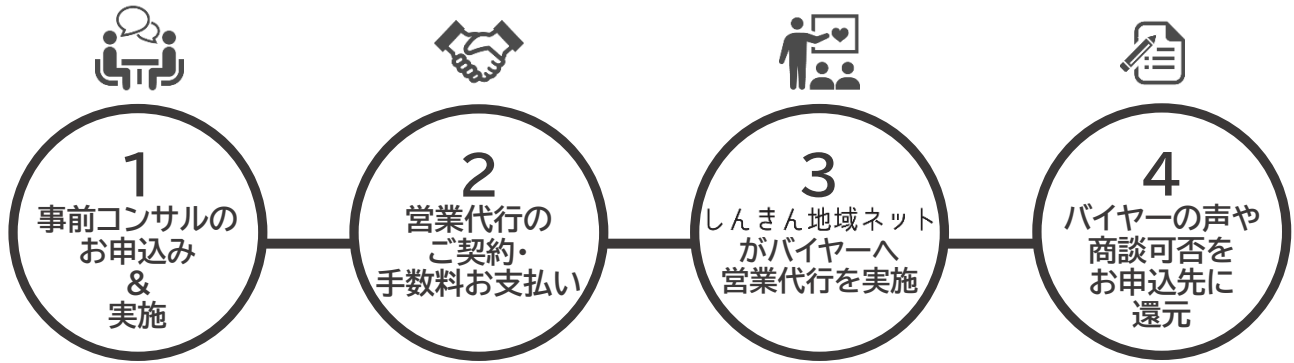 1
事前コンサルの
お申込み
&
実施
2
営業代行の
ご契約・
手数料お支払い
3
しんきん地域ネット
がバイヤーへ
営業代行を実施
4
バイヤーの声や
商談可否を
お申込先に
還元